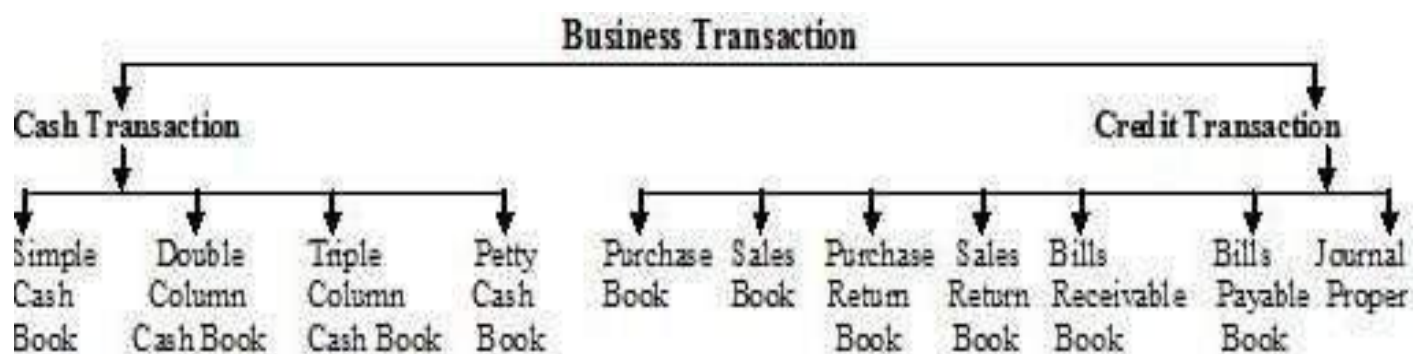 Business Transaction
Cash Transaction
Credit Transaction
Simple Cash Book
Double Column Cash Book
Triple Column Cash Book
Petty Cash Book
Purchase Book
Sales Book
Purchase Return Book
Sales Return Book
Bills Receivable Book
Bills Payable Book
Journal Proper